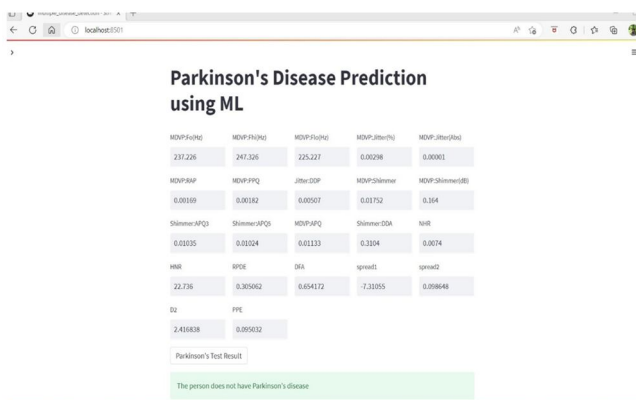 localhost:8501
Parkinson's Disease Prediction
using ML
MDVP:Fo(Hz) MDVP:Fhi(Hz) MDVP:Flo(Hz) MDVP:Jitter(%) MDVP:Jitter(Abs)
237.226 247.326 225.227 0.00298 0.00001
MDVP:RAP MDVP:PPQ Jitter:DDP MDVP:Shimmer MDVP:Shimmer(dB)
0.00169 0.00182 0.00507 0.01752 0.164
Shimmer:APQ3 Shimmer:APQ5 MDVP:APQ Shimmer:DDA NHR
0.01035 0.01024 0.01133 0.3104 0.0074
HNR RPDE DFA spread1 spread2
22.736 0.305062 0.654172 -7.31055 0.098648
D2 PPE
2.416838 0.095032
Parkinson's Test Result
The person does not have Parkinson's disease